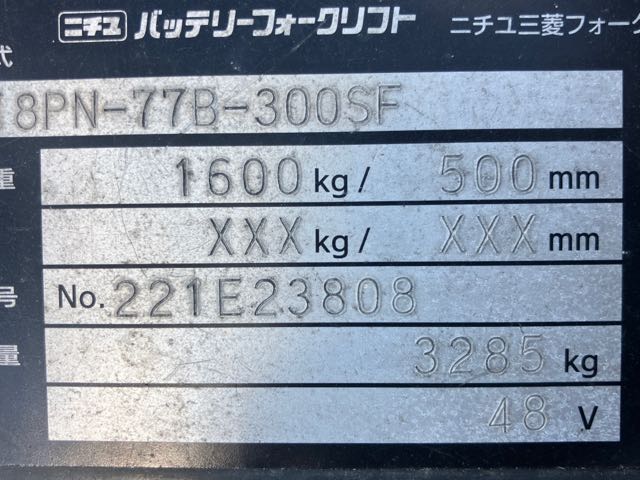 ニチユ バッテリーフォークリフト ニチユ三菱フォーク
式
18PN-77B-300SF
重 1600 kg/ 500 mm
XXX kg/ XXX mm
号 No. 221E23808
量 3285 kg
48 V